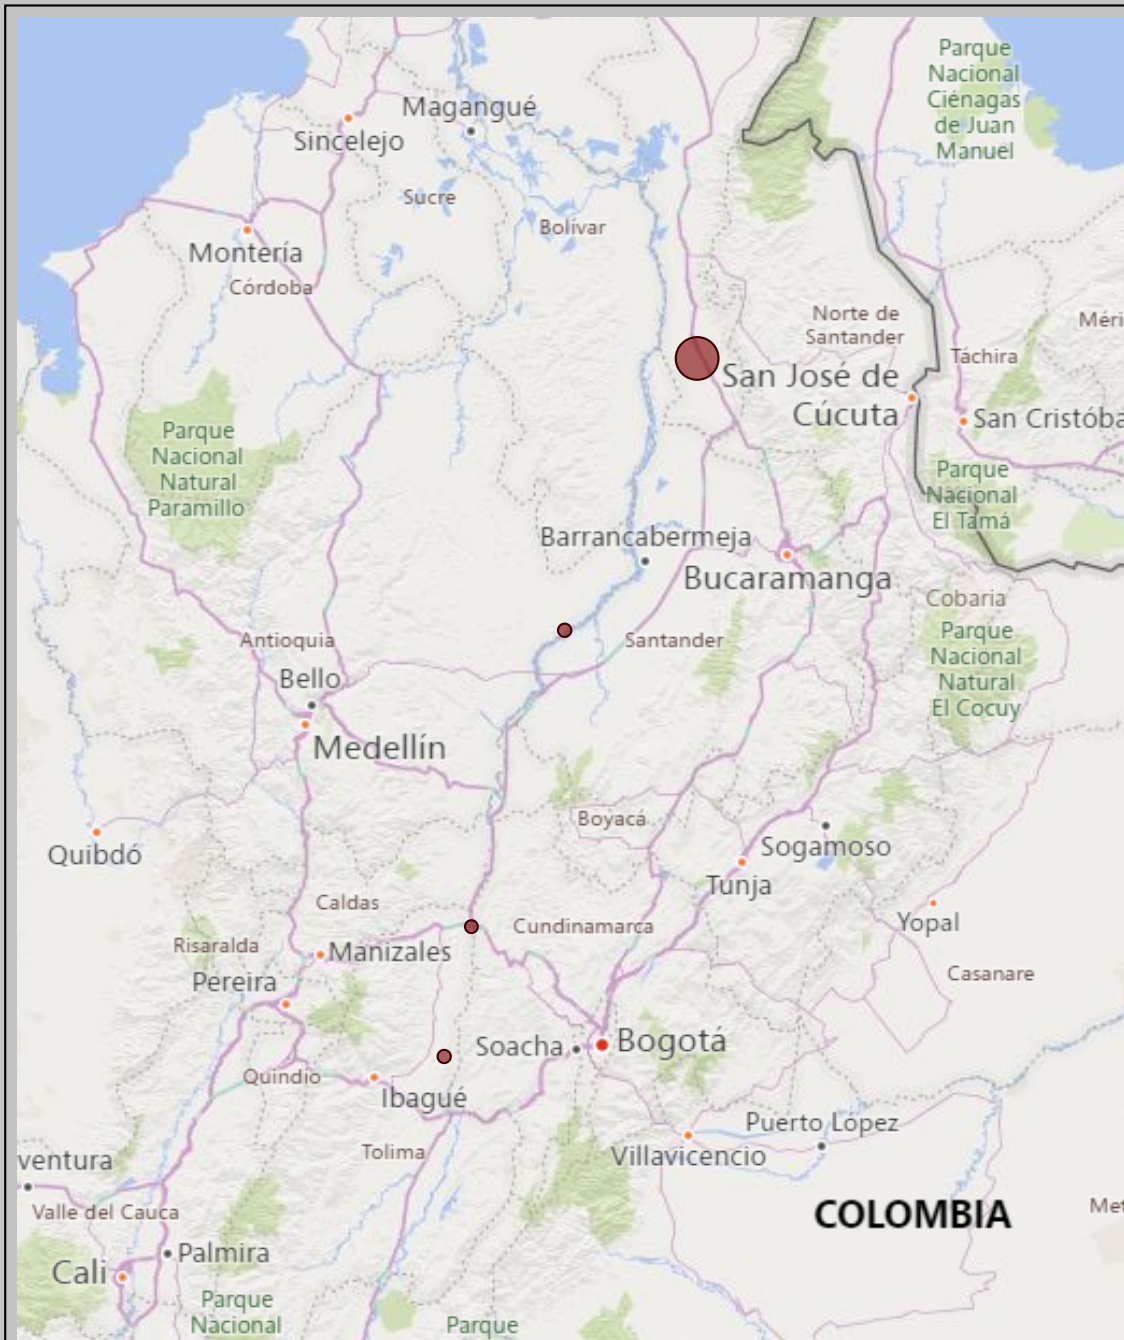 Parque
Nacional
Ciénagas
de Juan
Manuel
Magangué
Sincelejo
Sucre
Bolívar
Montería
Córdoba
Norte de
Santander
Méri
Táchira
San José de
Cúcuta
San Cristóba
Parque
Nacional
Natural
Paramillo
Parque
Nacional
El Tamá
Barrancabermeja
Bucaramanga
Cobaria
Parque
Nacional
Natural
El Cocuy
Antioquia
Santander
Bello
Medellín
Boyacá
Quibdó
Sogamoso
Tunja
Caldas
Cundinamarca
Yopal
Risaralda
Manizales
Casanare
Pereira
Soacha
Bogotá
Quindio
Ibagué
Puerto López
Tolima
Villavicencio
ventura
Valle del Cauca
COLOMBIA
Met
Palmira
Cali
Parque
Nacional
Parque